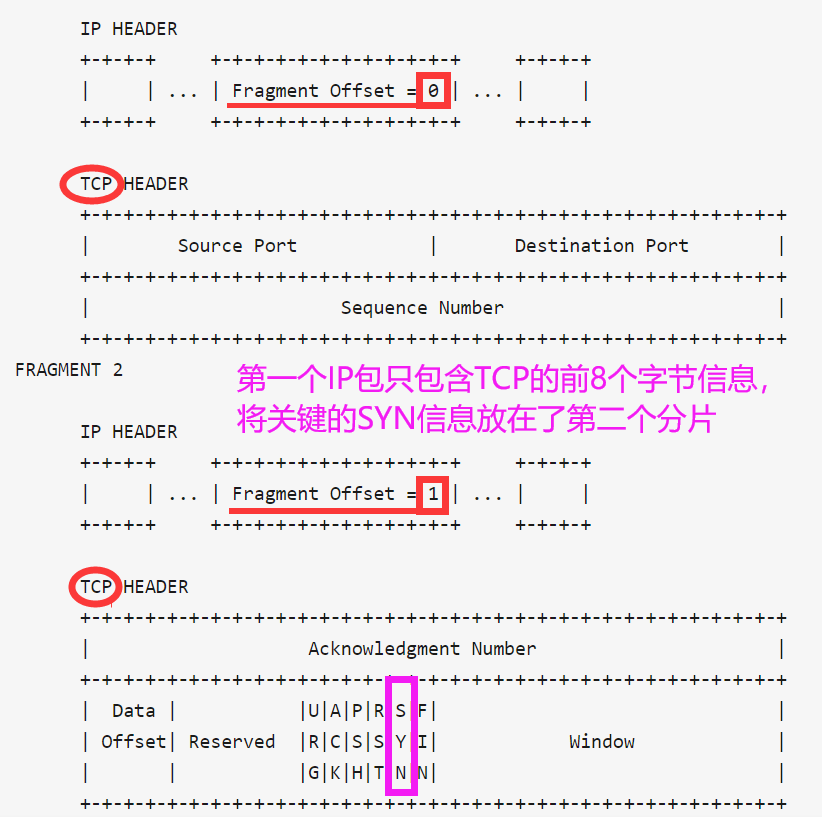 IP HEADER
+-+-+-+     +-+-+-+-+-+-+-+-+-+-+-+     +-+-+-+
|     | ... | Fragment Offset = 0 | ... |     |
+-+-+-+     +-+-+-+-+-+-+-+-+-+-+-+     +-+-+-+
TCP HEADER
+-+-+-+-+-+-+-+-+-+-+-+-+-+-+-+-+-+-+-+-+-+-+-+-+-+-+-+-+-+-+-+-+-+
|        Source Port            |       Destination Port        |
+-+-+-+-+-+-+-+-+-+-+-+-+-+-+-+-+-+-+-+-+-+-+-+-+-+-+-+-+-+-+-+-+-+
|                       Sequence Number                         |
+-+-+-+-+-+-+-+-+-+-+-+-+-+-+-+-+-+-+-+-+-+-+-+-+-+-+-+-+-+-+-+-+-+
FRAGMENT 2
第一个IP包只包含TCP的前8个字节信息，
将关键的SYN信息放在了第二个分片
IP HEADER
+-+-+-+     +-+-+-+-+-+-+-+-+-+-+-+     +-+-+-+
|     | ... | Fragment Offset = 1 | ... |     |
+-+-+-+     +-+-+-+-+-+-+-+-+-+-+-+     +-+-+-+
TCP HEADER
+-+-+-+-+-+-+-+-+-+-+-+-+-+-+-+-+-+-+-+-+-+-+-+-+-+-+-+-+-+-+-+-+-+
|                    Acknowledgment Number                      |
+-+-+-+-+-+-+-+-+-+-+-+-+-+-+-+-+-+-+-+-+-+-+-+-+-+-+-+-+-+-+-+-+-+
|  Data |           |U|A|P|R|S|F|                               |
| Offset| Reserved  |R|C|S|S|Y|I|            Window             |
|       |           |G|K|H|T|N|N|                               |
+-+-+-+-+-+-+-+-+-+-+-+-+-+-+-+-+-+-+-+-+-+-+-+-+-+-+-+-+-+-+-+-+-+